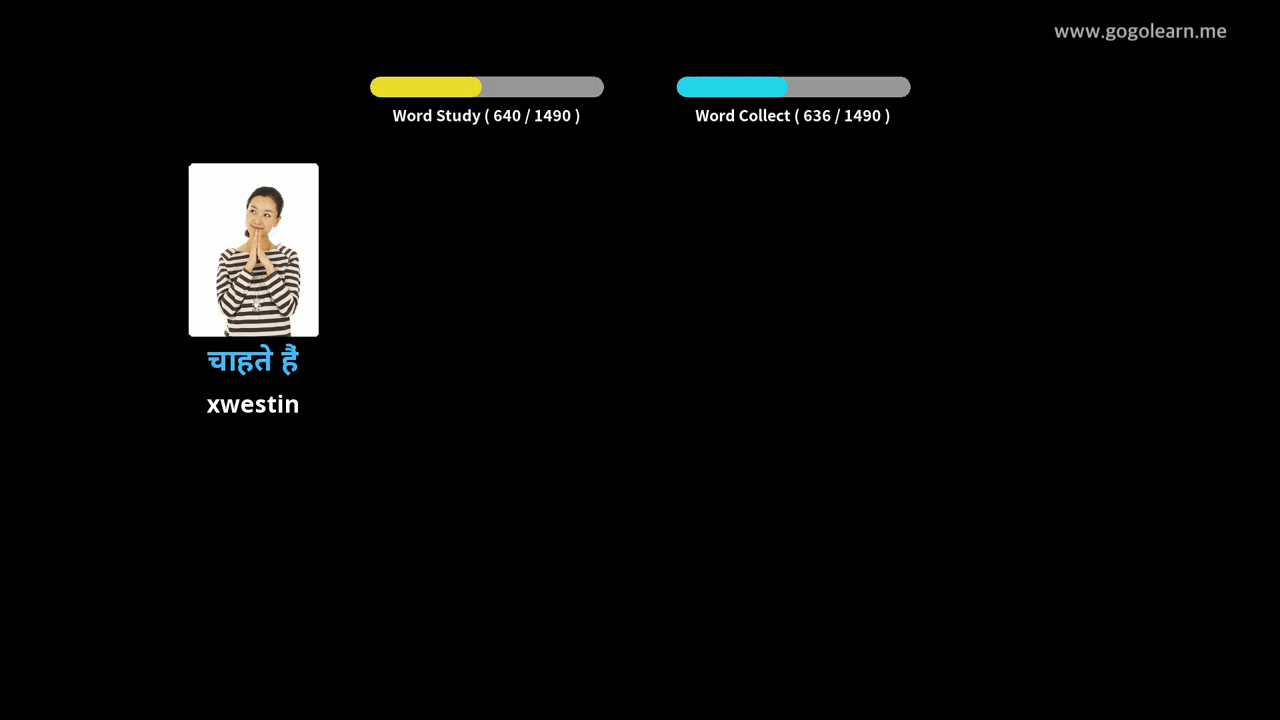 www.gogolearn.me
Word Study ( 640 / 1490 )
Word Collect ( 636 / 1490 )
चाहते हैं
xwestin